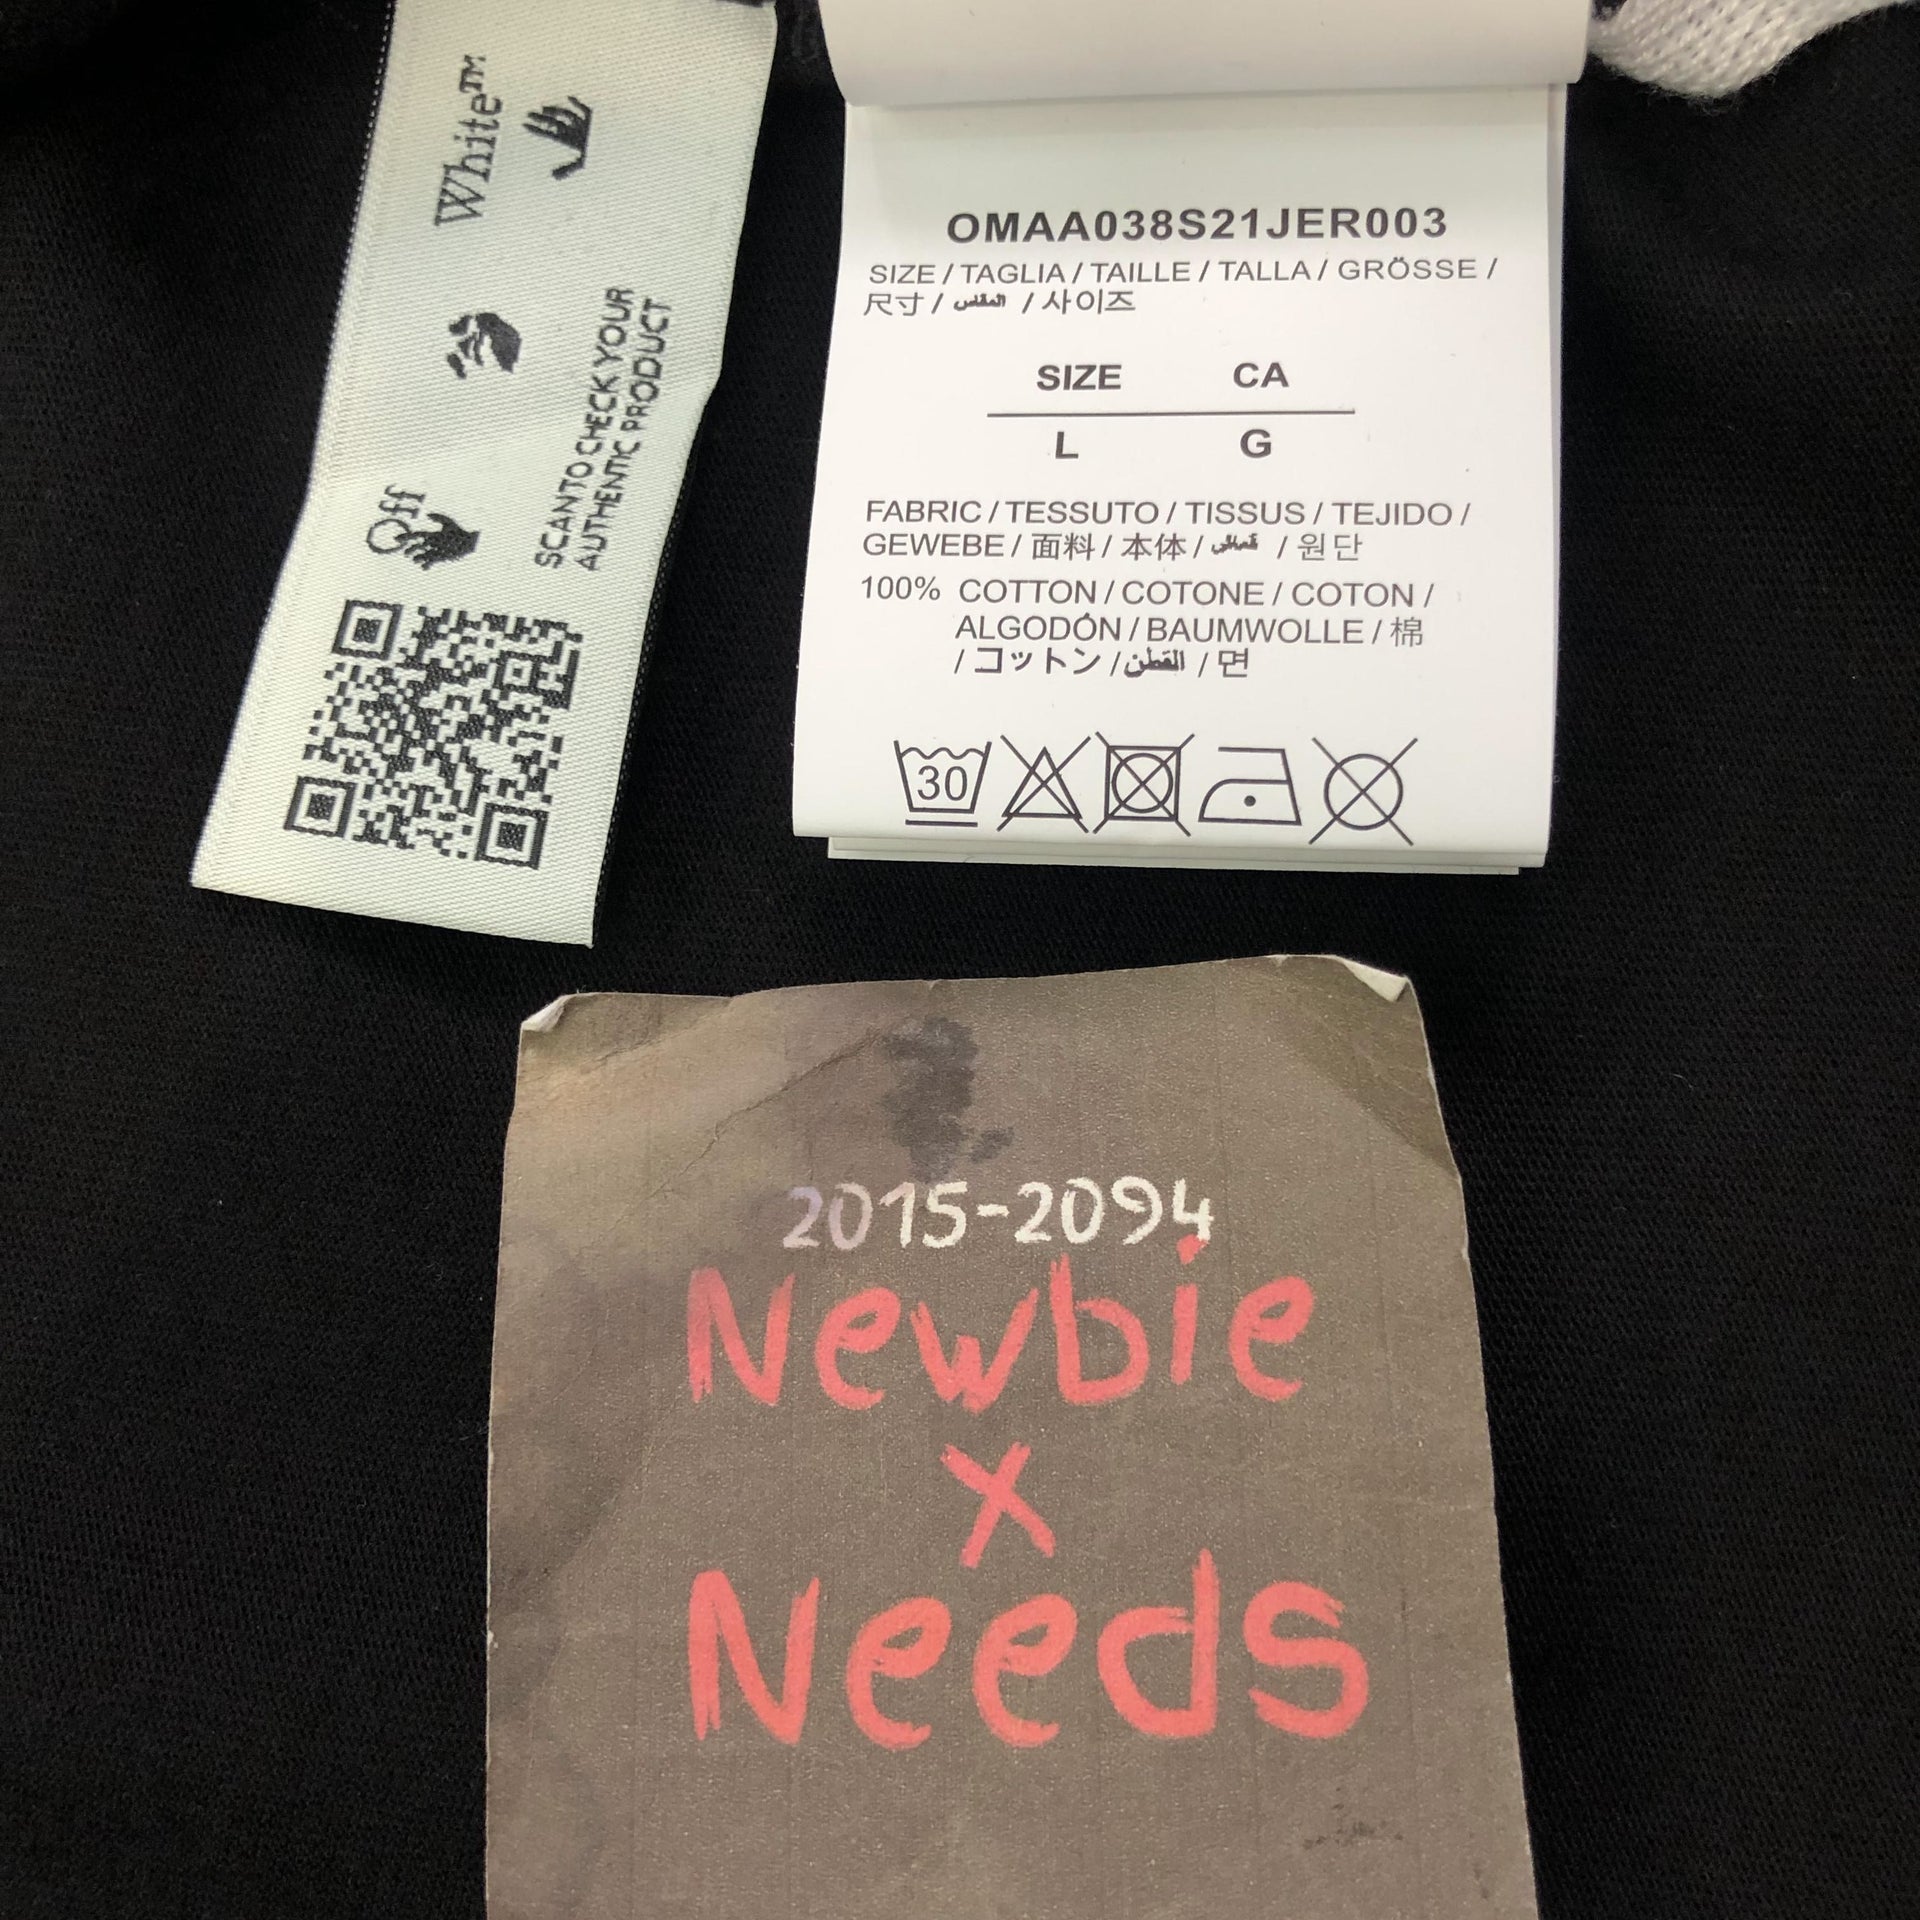 Off White™
SCAN TO CHECK YOUR
AUTHENTIC PRODUCT
OMAA038S21JER003
SIZE / TAGLIA / TAILLE / TALLA / GRÖSSE /
尺寸 / المقاس / 사이즈
SIZE CA
L G
FABRIC / TESSUTO / TISSUS / TEJIDO /
GEWEBE / 面料 / 本体 / / 원단
100% COTTON / COTONE / COTON /
ALGODÓN / BAUMWOLLE / 棉
/ コットン / القطن / 면
30
2015-2094
Newbie
x
Needs